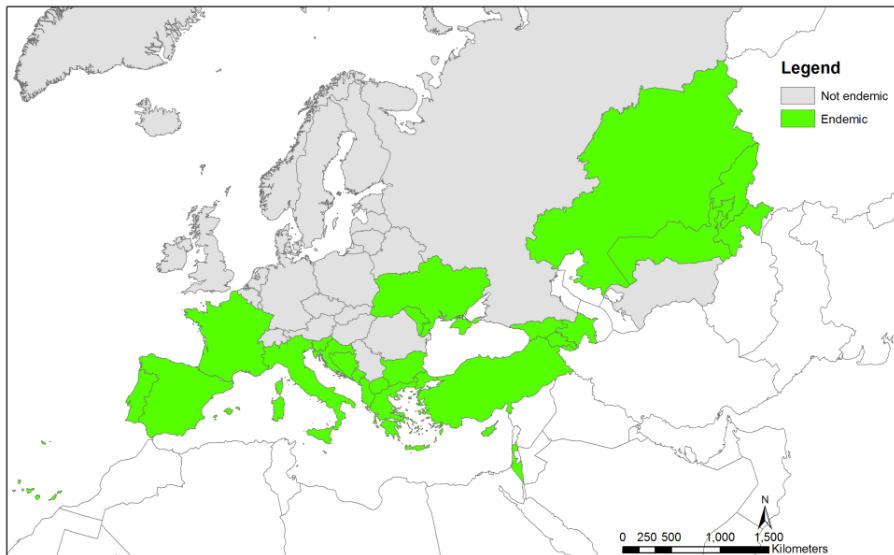 Legend
Not endemic
Endemic
N
0 250 500 1,000 1,500
Kilometers